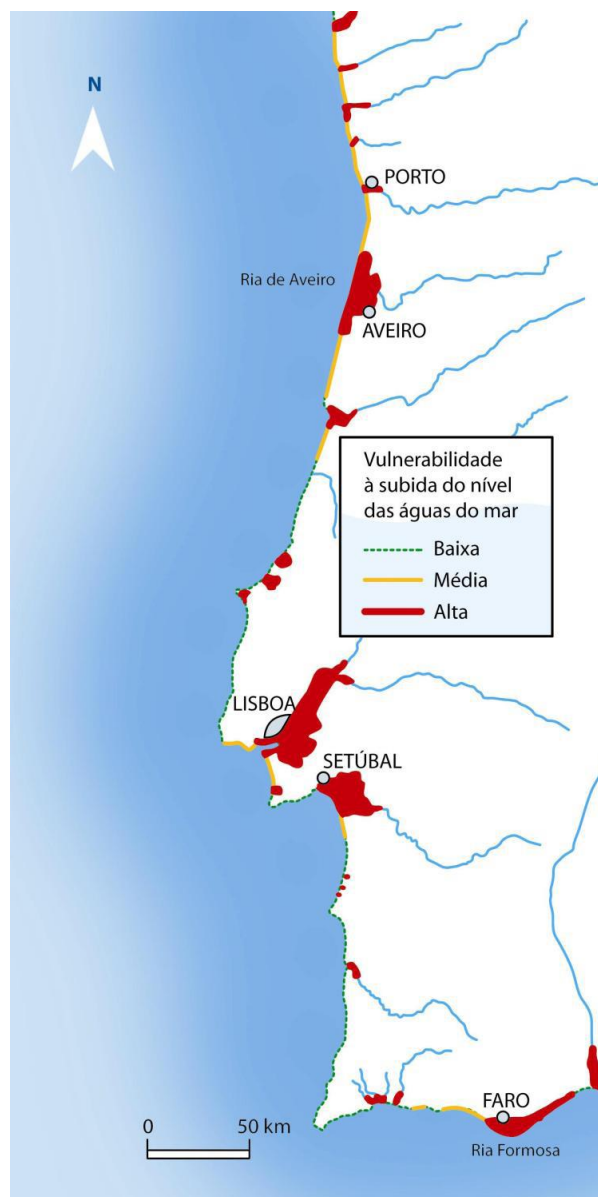 N
PORTO
Ria de Aveiro
AVEIRO
Vulnerabilidade
à subida do nível
das águas do mar
Baixa
Média
Alta
LISBOA
SETÚBAL
FARO
0 50 km
Ria Formosa